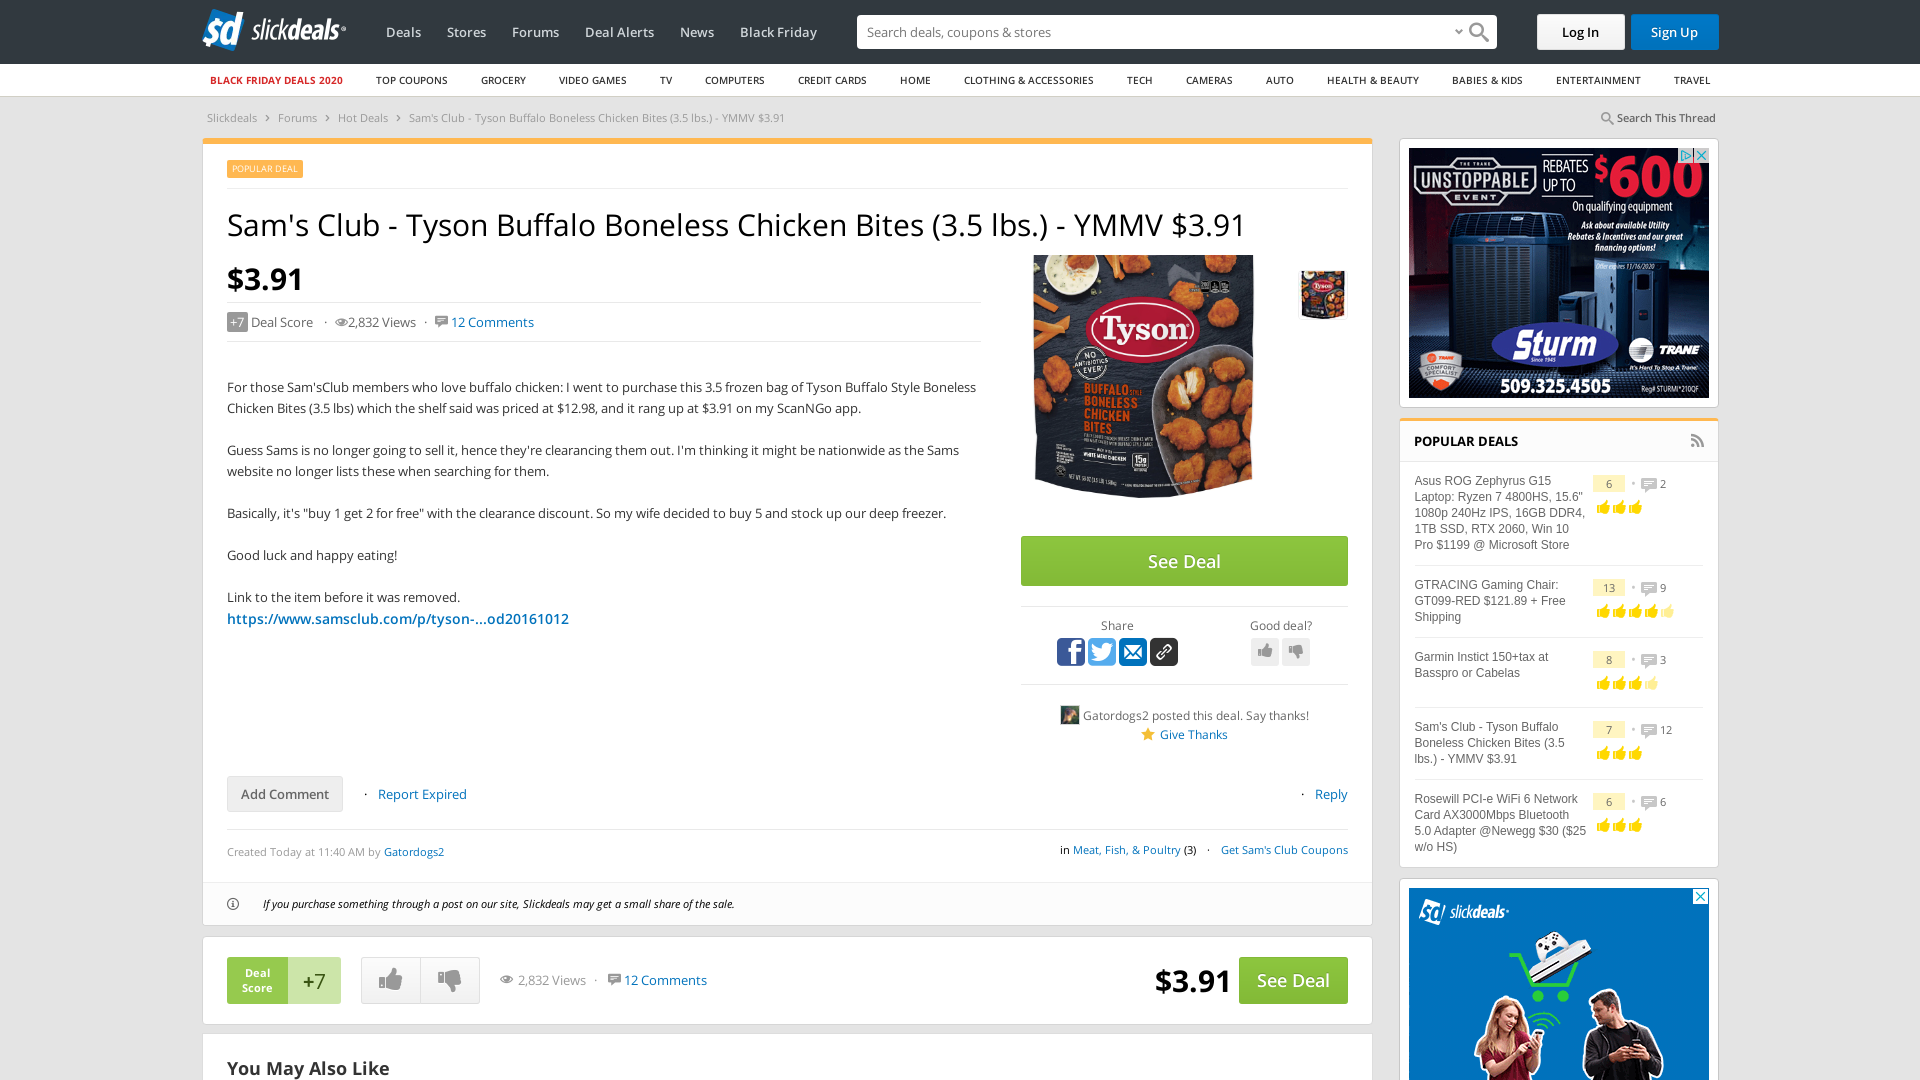 sd slickdeals
Deals Stores Forums Deal Alerts News Black Friday
Search deals, coupons & stores
Log In Sign Up
BLACK FRIDAY DEALS 2020 TOP COUPONS GROCERY VIDEO GAMES TV COMPUTERS CREDIT CARDS HOME CLOTHING & ACCESSORIES TECH CAMERAS AUTO HEALTH & BEAUTY BABIES & KIDS ENTERTAINMENT TRAVEL
Slickdeals › Forums › Hot Deals › Sam's Club - Tyson Buffalo Boneless Chicken Bites (3.5 lbs.) - YMMV $3.91
Search This Thread
POPULAR DEAL
Sam's Club - Tyson Buffalo Boneless Chicken Bites (3.5 lbs.) - YMMV $3.91
$3.91
+7 Deal Score · 2,832 Views · 12 Comments
For those Sam'sClub members who love buffalo chicken: I went to purchase this 3.5 frozen bag of Tyson Buffalo Style Boneless
Chicken Bites (3.5 lbs) which the shelf said was priced at $12.98, and it rang up at $3.91 on my ScanNGo app.
Guess Sams is no longer going to sell it, hence they're clearancing them out. I'm thinking it might be nationwide as the Sams
website no longer lists these when searching for them.
Basically, it's "buy 1 get 2 for free" with the clearance discount. So my wife decided to buy 5 and stock up our deep freezer.
Good luck and happy eating!
Link to the item before it was removed.
https://www.samsclub.com/p/tyson-...od20161012
Tyson
NO
ANTIBIOTICS
EVER
BUFFALO STYLE
BONELESS
CHICKEN
BITES
WHITE MEAT CHICKEN
15g
Tyson
See Deal
Share
Good deal?
Gatordogs2 posted this deal. Say thanks!
Give Thanks
Add Comment · Report Expired
· Reply
Created Today at 11:40 AM by Gatordogs2
in Meat, Fish, & Poultry (3) · Get Sam's Club Coupons
If you purchase something through a post on our site, Slickdeals may get a small share of the sale.
Deal
Score
+7
2,832 Views · 12 Comments
$3.91
See Deal
You May Also Like
THE TRANE
UNSTOPPABLE
EVENT
REBATES
UP TO
$600
On qualifying equipment
Ask about available Utility
Rebates & Incentives and our great
financing options!
Offer expires 11/16/2020
TRANE
COMFORT
SPECIALIST
Sturm
Since 1945
TRANE
It's Hard To Stop A Trane.
509.325.4505
Reg# STURMI*210QF
POPULAR DEALS
Asus ROG Zephyrus G15
Laptop: Ryzen 7 4800HS, 15.6"
1080p 240Hz IPS, 16GB DDR4,
1TB SSD, RTX 2060, Win 10
Pro $1199 @ Microsoft Store
6 · 2
GTRACING Gaming Chair:
GT099-RED $121.89 + Free
Shipping
13 · 9
Garmin Instict 150+tax at
Basspro or Cabelas
8 · 3
Sam's Club - Tyson Buffalo
Boneless Chicken Bites (3.5
lbs.) - YMMV $3.91
7 · 12
Rosewill PCI-e WiFi 6 Network
Card AX3000Mbps Bluetooth
5.0 Adapter @Newegg $30 ($25
w/o HS)
6 · 6
sd slickdeals